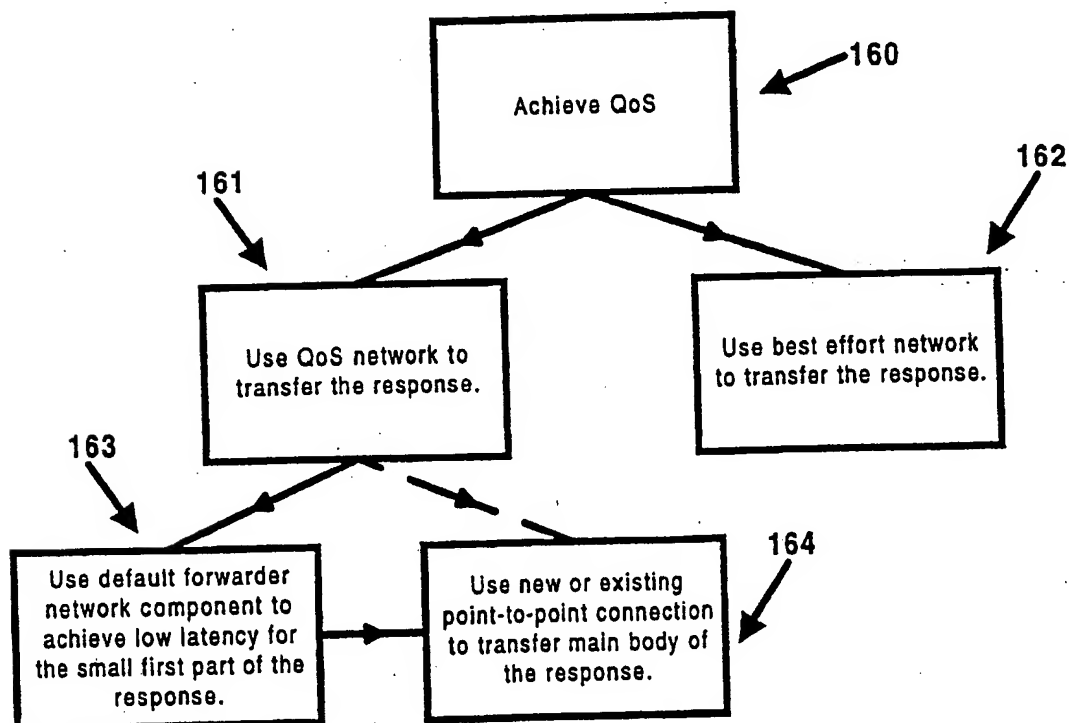 160
Achieve QoS
161
162
Use QoS network to
transfer the response.
Use best effort network
to transfer the response.
163
164
Use default forwarder
network component to
achieve low latency for
the small first part of the
response.
Use new or existing
point-to-point connection
to transfer main body of
the response.